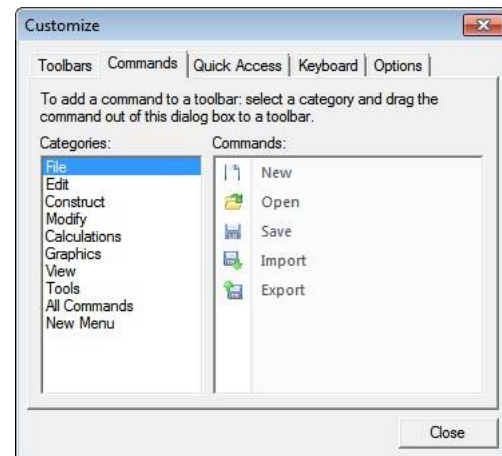 Customize
Toolbars Commands Quick Access Keyboard Options
To add a command to a toolbar: select a category and drag the
command out of this dialog box to a toolbar.
Categories: Commands:
File
Edit
Construct
Modify
Calculations
Graphics
View
Tools
All Commands
New Menu
New
Open
Save
Import
Export
Close